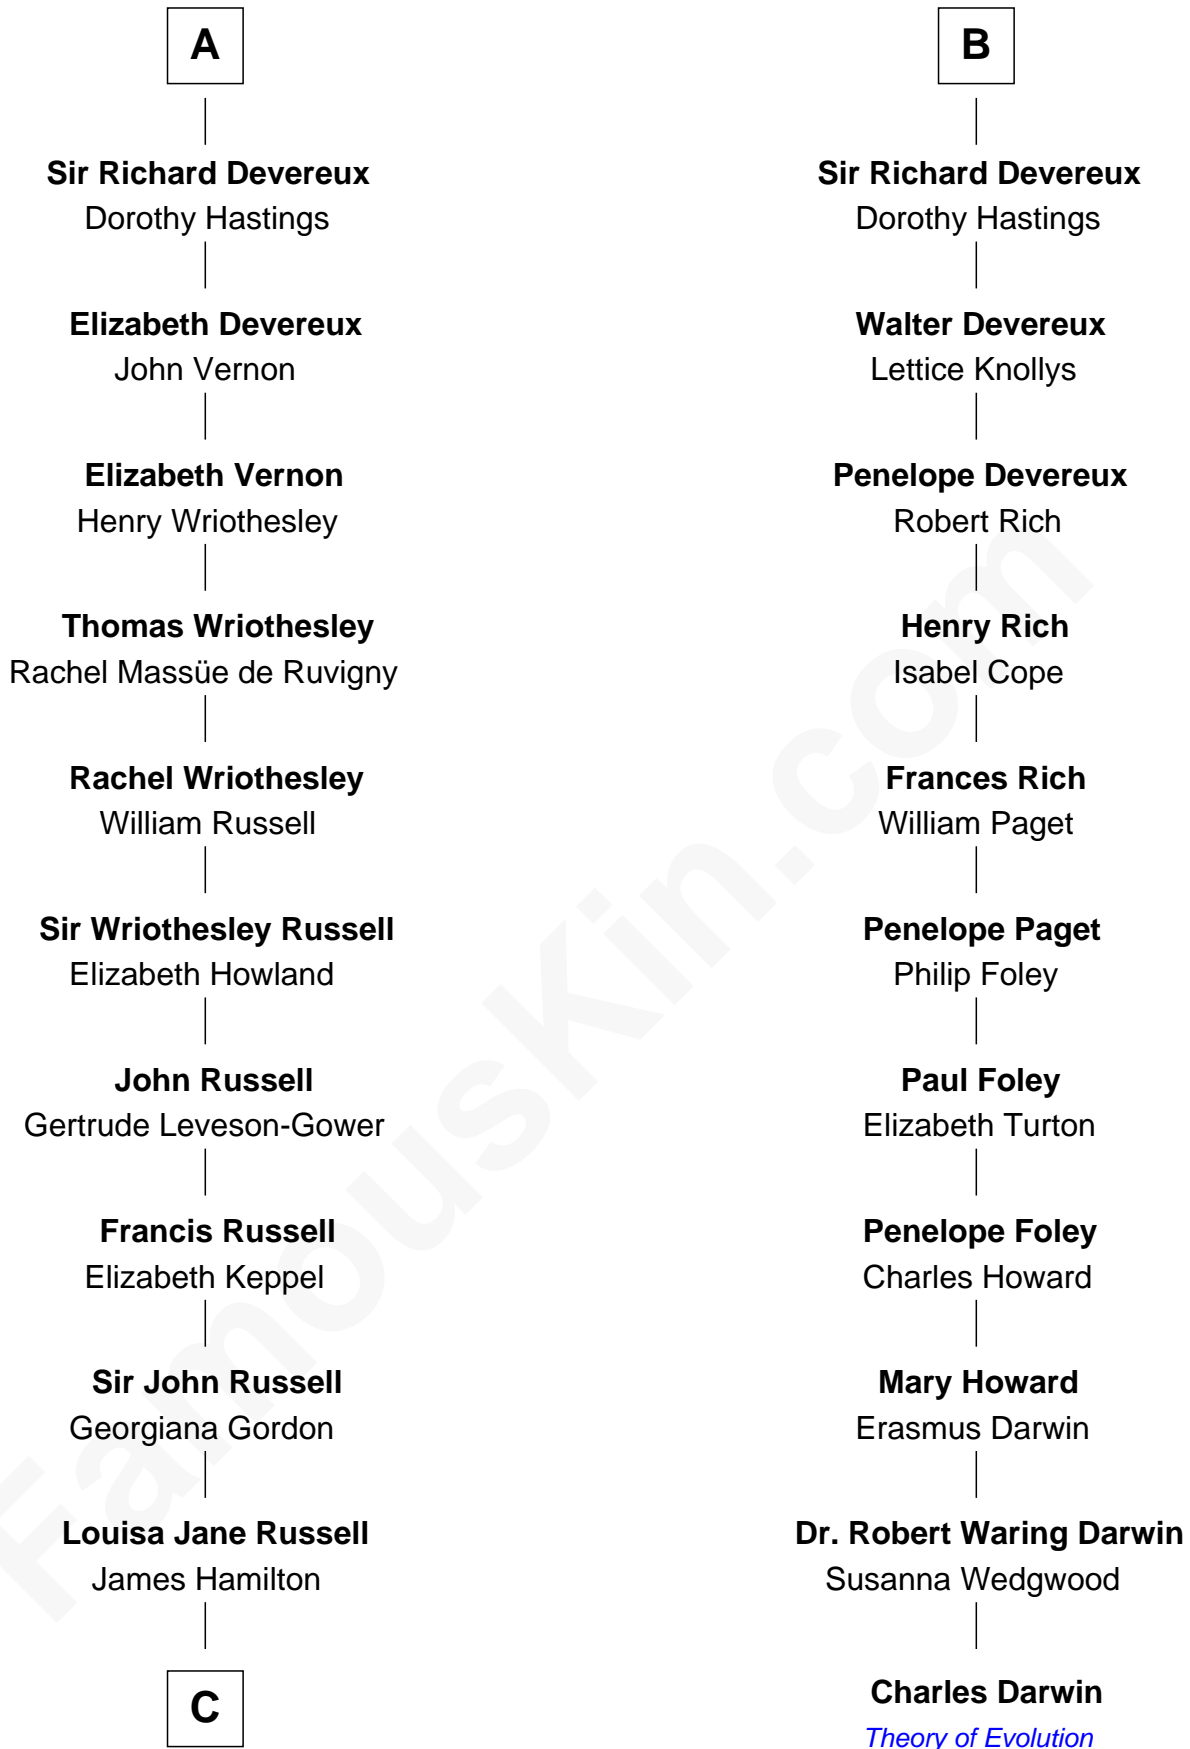 A
Sir Richard Devereux
Dorothy Hastings
Elizabeth Devereux
John Vernon
Elizabeth Vernon
Henry Wriothesley
Thomas Wriothesley
Rachel Massüe de Ruvigny
Rachel Wriothesley
William Russell
Sir Wriothesley Russell
Elizabeth Howland
John Russell
Gertrude Leveson-Gower
Francis Russell
Elizabeth Keppel
Sir John Russell
Georgiana Gordon
Louisa Jane Russell
James Hamilton
C
B
Sir Richard Devereux
Dorothy Hastings
Walter Devereux
Lettice Knollys
Penelope Devereux
Robert Rich
Henry Rich
Isabel Cope
Frances Rich
William Paget
Penelope Paget
Philip Foley
Paul Foley
Elizabeth Turton
Penelope Foley
Charles Howard
Mary Howard
Erasmus Darwin
Dr. Robert Waring Darwin
Susanna Wedgwood
Charles Darwin
Theory of Evolution
FamousKin.com